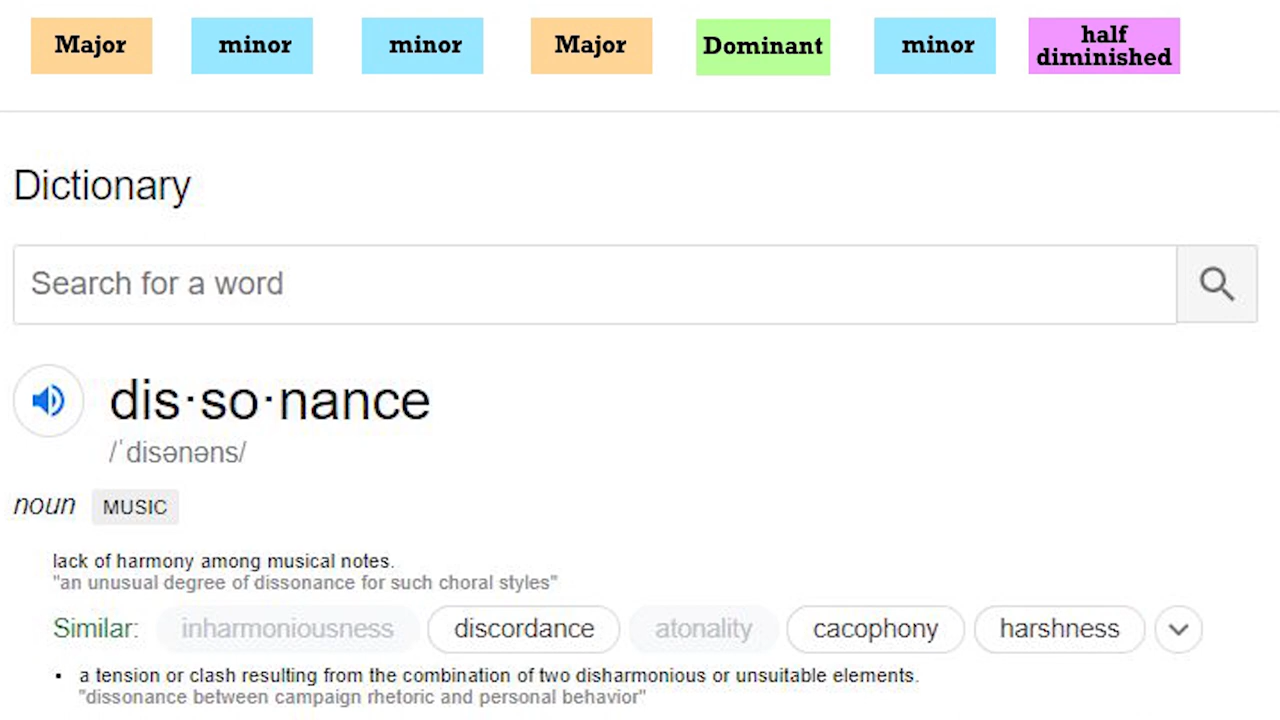 Major minor minor Major Dominant minor half diminished
Dictionary
Search for a word
dis·so·nance
/ˈdisənəns/
noun MUSIC
lack of harmony among musical notes.
"an unusual degree of dissonance for such choral styles"
Similar: inharmoniousness discordance atonality cacophony harshness
• a tension or clash resulting from the combination of two disharmonious or unsuitable elements.
"dissonance between campaign rhetoric and personal behavior"